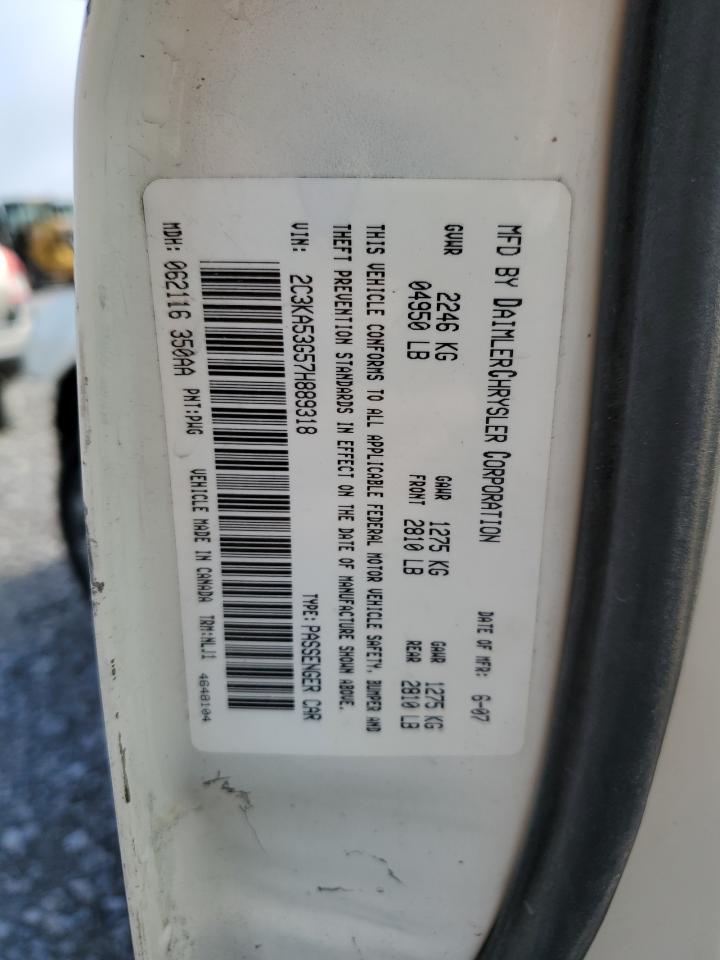 MFD BY DAIMLERCHRYSLER CORPORATION DATE OF MFR: 6-07
GVWR 2246 KG GAWR 1275 KG GAWR 1275 KG
04950 LB FRONT 2810 LB REAR 2810 LB
THIS VEHICLE CONFORMS TO ALL APPLICABLE FEDERAL MOTOR VEHICLE SAFETY, BUMPER AND
THEFT PREVENTION STANDARDS IN EFFECT ON THE DATE OF MANUFACTURE SHOWN ABOVE.
VIN: 2C3KA53G57H889318 TYPE: PASSENGER CAR
MDH: 062116 350AA PNT:PWG VEHICLE MADE IN CANADA TRM:NLJ1 4648104